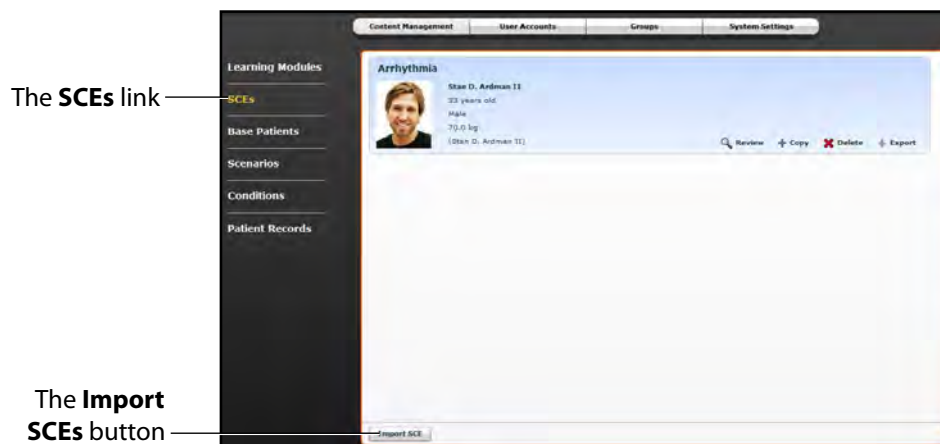 Content Management User Accounts Groups System Settings
Learning Modules
SCEs
Base Patients
Scenarios
Conditions
Patient Records
Arrhythmia
Stan D. Ardman II
33 years old
Male
70.0 kg
(Stan D. Ardman II)
Review Copy Delete Export
Import SCE
The SCEs link
The Import
SCEs button